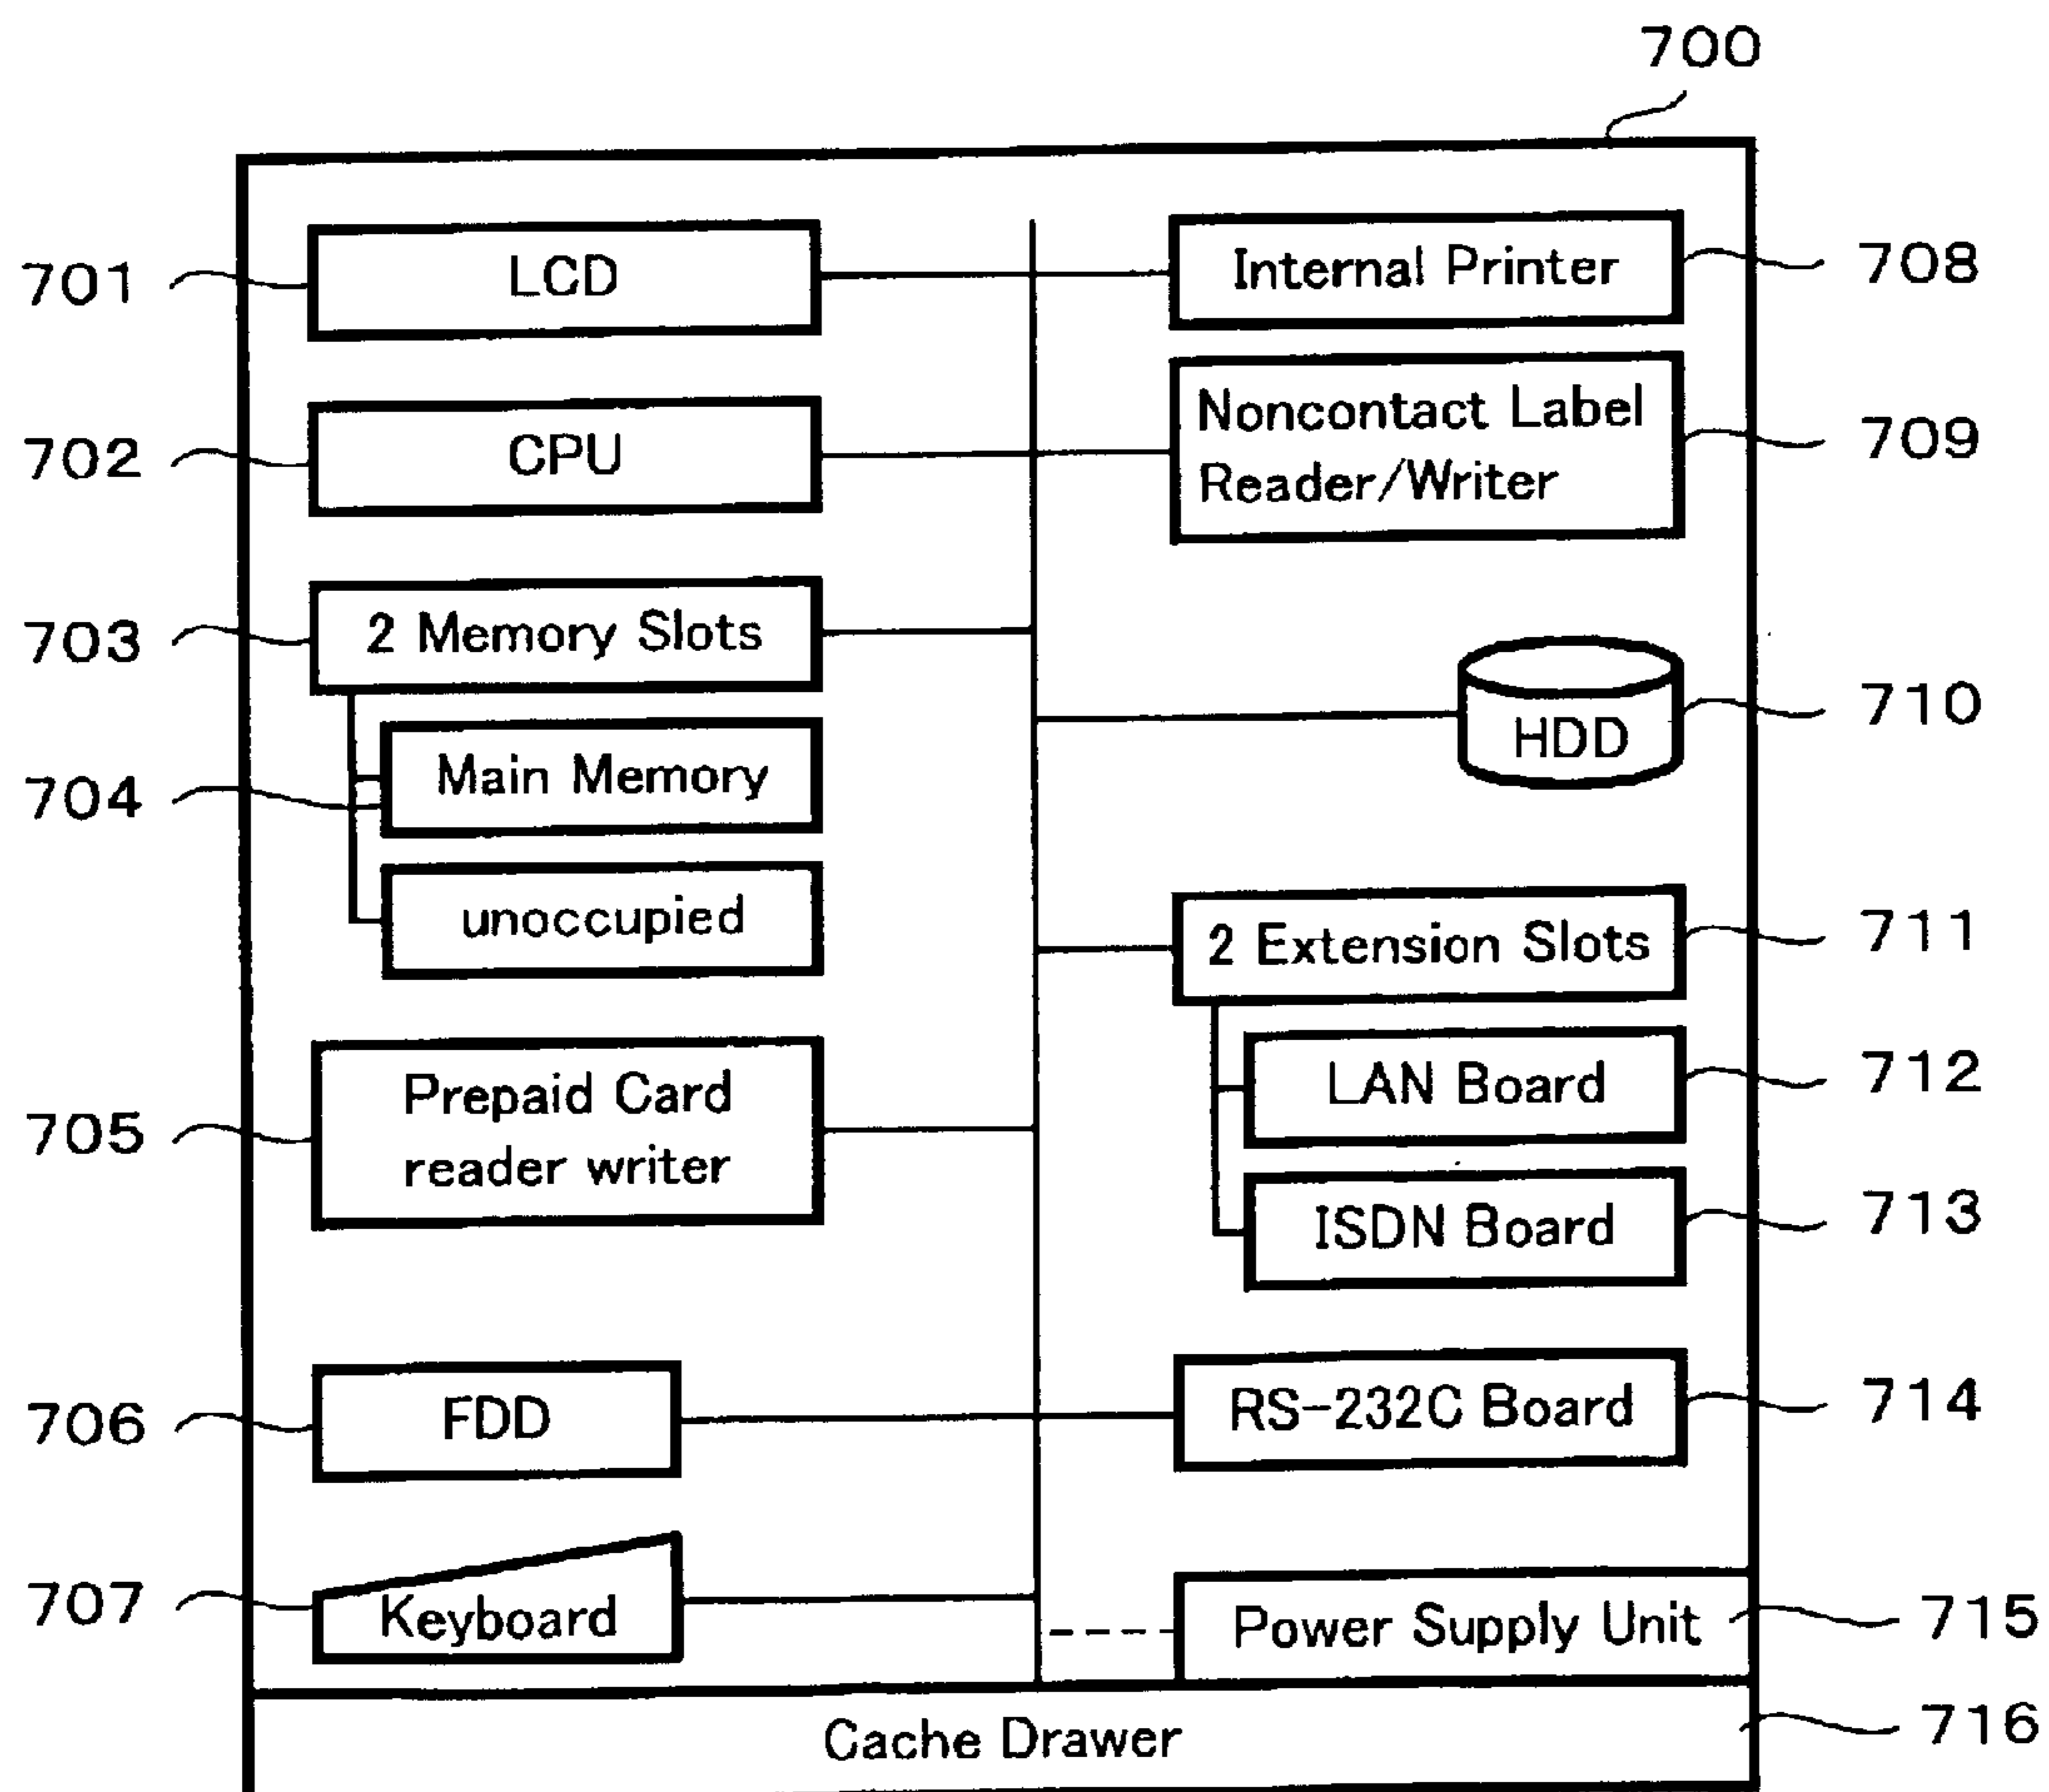 700
701
LCD
702
CPU
703
2 Memory Slots
704
Main Memory
unoccupied
705
Prepaid Card
reader writer
706
FDD
707
Keyboard
Internal Printer
708
Noncontact Label
Reader/Writer
709
HDD
710
2 Extension Slots
711
LAN Board
712
ISDN Board
713
RS-232C Board
714
Power Supply Unit
715
Cache Drawer
716